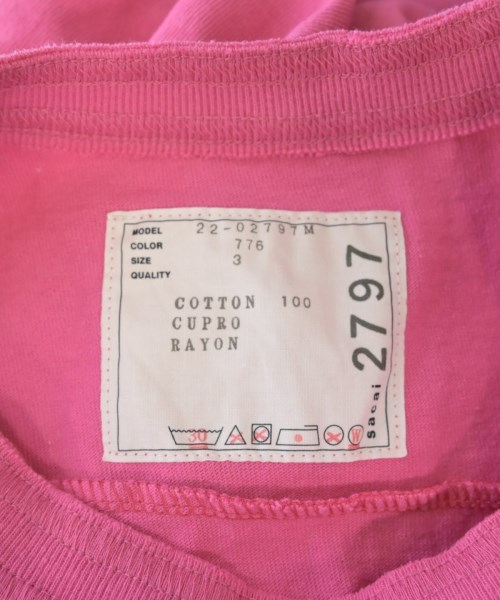 MODEL 22-02797M
COLOR 776
SIZE 3
QUALITY
COTTON 100
CUPRO
RAYON
30 W
sacai 2797